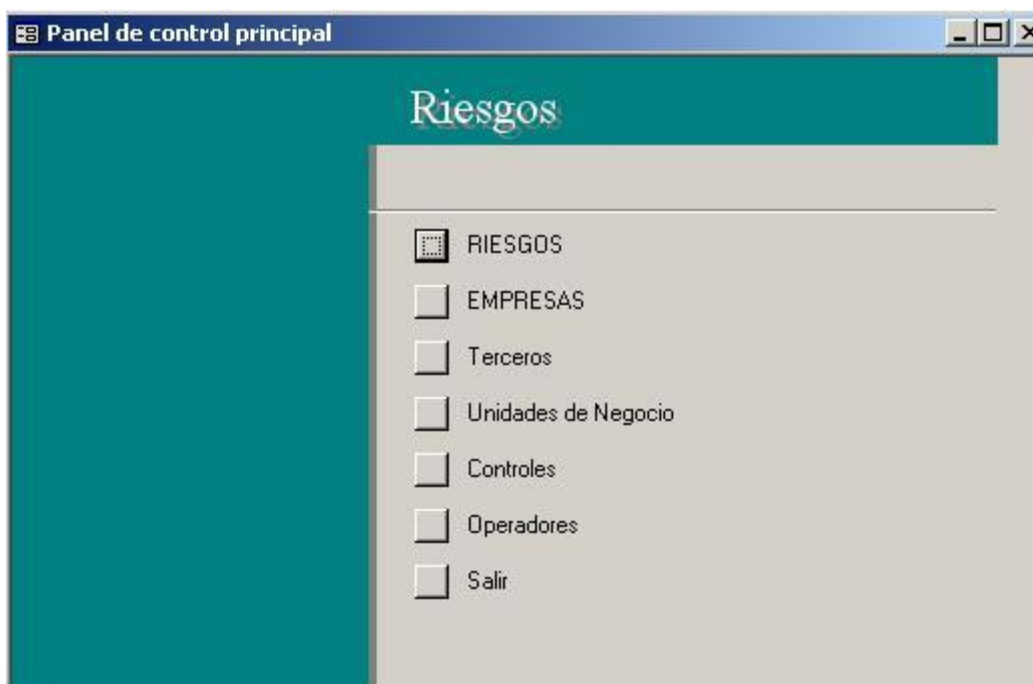 Panel de control principal
Riesgos
RIESGOS
EMPRESAS
Terceros
Unidades de Negocio
Controles
Operadores
Salir